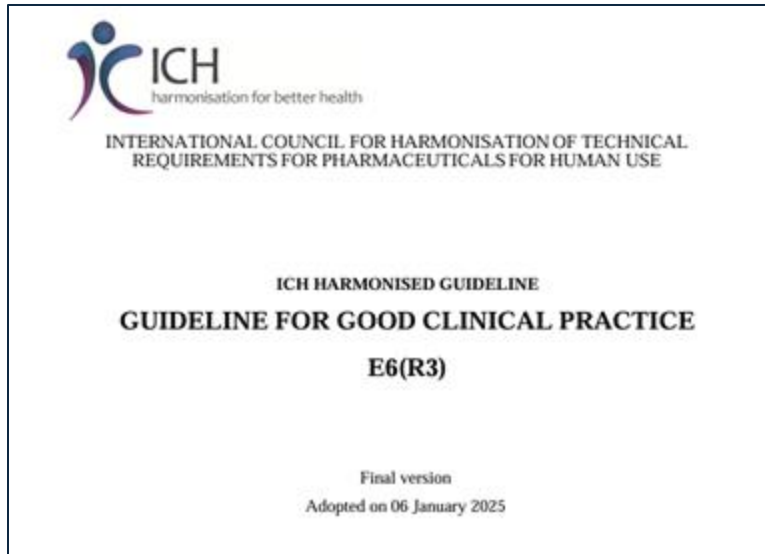 ICH
harmonisation for better health
INTERNATIONAL COUNCIL FOR HARMONISATION OF TECHNICAL
REQUIREMENTS FOR PHARMACEUTICALS FOR HUMAN USE
ICH HARMONISED GUIDELINE
GUIDELINE FOR GOOD CLINICAL PRACTICE
E6(R3)
Final version
Adopted on 06 January 2025